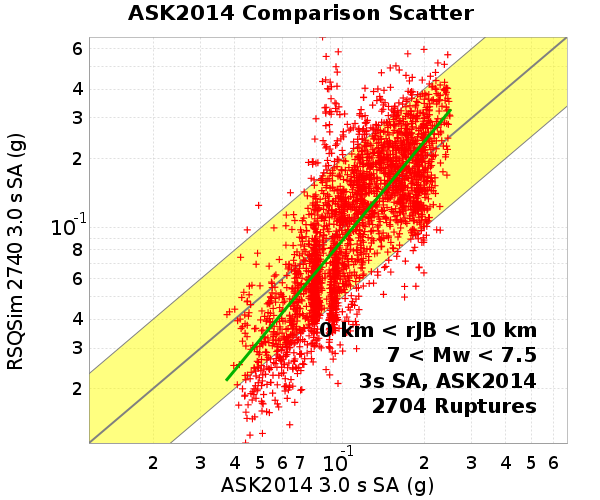 ASK2014 Comparison Scatter
RSQSim 2740 3.0 s SA (g)
6
4
3
2
10-1
8
6
4
3
2
0 km < rJB < 10 km
7 < Mw < 7.5
3s SA, ASK2014
2704 Ruptures
2 3 4 5 6 7 10-1 2 3 4 5 6
ASK2014 3.0 s SA (g)